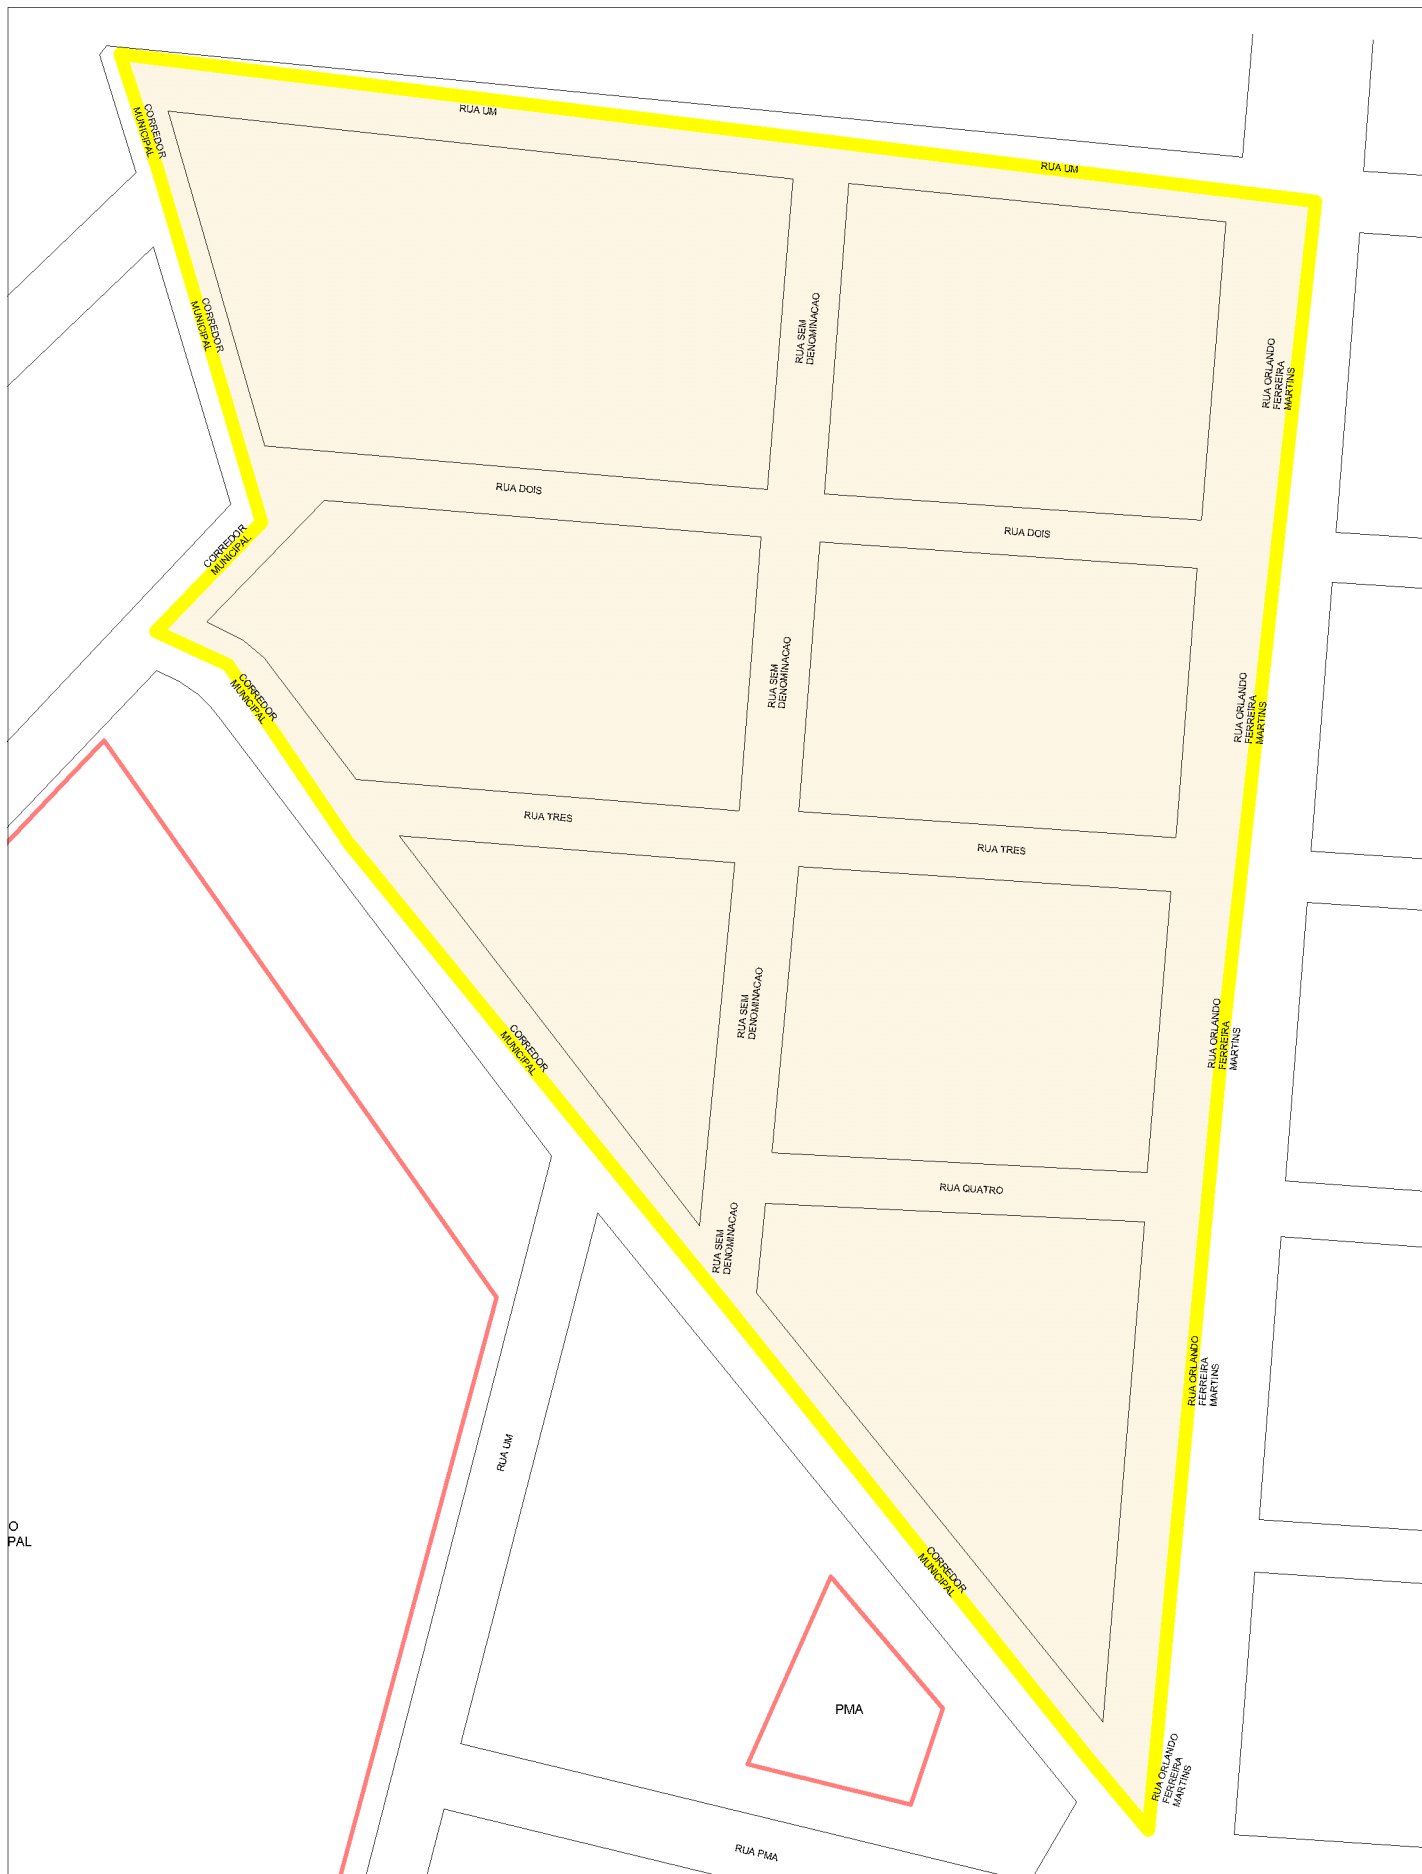 CORREDOR
MUNICIPAL
RUA UM
RUA UM
CORREDOR
MUNICIPAL
RUA SEM
DENOMINACAO
RUA ORLANDO
FERREIRA
MARTINS
RUA DOIS
RUA DOIS
CORREDOR
MUNICIPAL
CORREDOR
MUNICIPAL
RUA SEM
DENOMINACAO
RUA ORLANDO
FERREIRA
MARTINS
RUA TRES
RUA TRES
CORREDOR
MUNICIPAL
RUA SEM
DENOMINACAO
RUA ORLANDO
FERREIRA
MARTINS
RUA QUATRO
RUA SEM
DENOMINACAO
RUA ORLANDO
FERREIRA
MARTINS
RUA UM
O
PAL
CORREDOR
MUNICIPAL
PMA
RUA ORLANDO
FERREIRA
MARTINS
RUA PMA